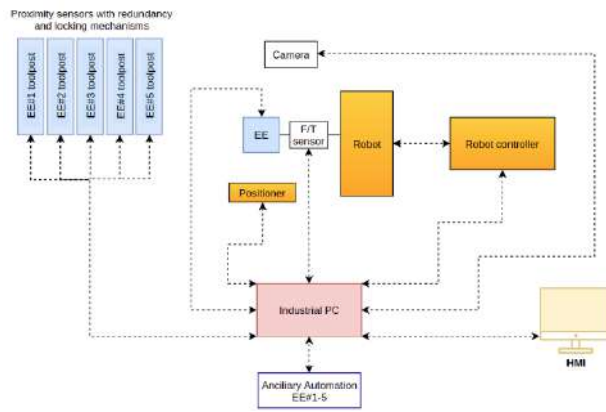 Proximity sensors with redundancy
and locking mechanisms
EE#1 toolpost
EE#2 toolpost
EE#3 toolpost
EE#4 toolpost
EE#5 toolpost
Camera
EE
F/T
sensor
Robot
Robot controller
Positioner
Industrial PC
HMI
Anciliary Automation
EE#1-5